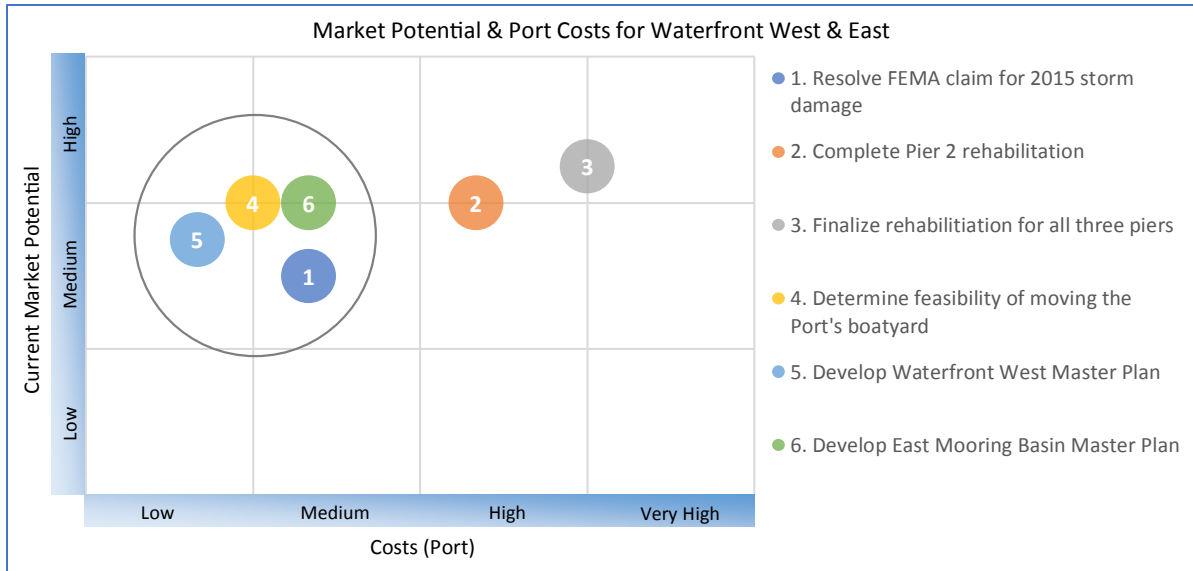 Market Potential & Port Costs for Waterfront West & East
Current Market Potential
High
Medium
Low
4
6
5
1
2
3
Low
Medium
High
Very High
Costs (Port)
1. Resolve FEMA claim for 2015 storm
damage
2. Complete Pier 2 rehabilitation
3. Finalize rehabilitiation for all three piers
4. Determine feasibility of moving the
Port's boatyard
5. Develop Waterfront West Master Plan
6. Develop East Mooring Basin Master Plan